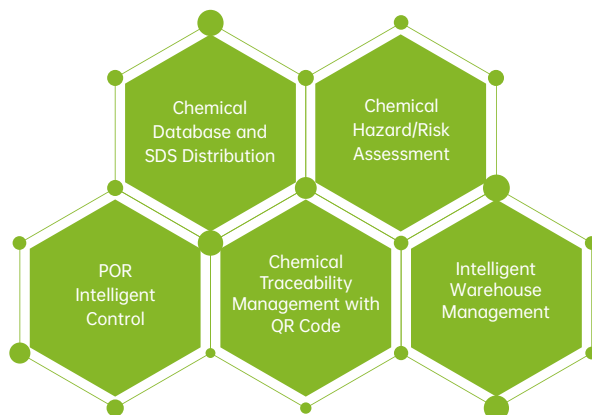 Chemical
Database and
SDS Distribution
Chemical
Hazard/Risk
Assessment
POR
Intelligent
Control
Chemical
Traceability
Management with
QR Code
Intelligent
Warehouse
Management